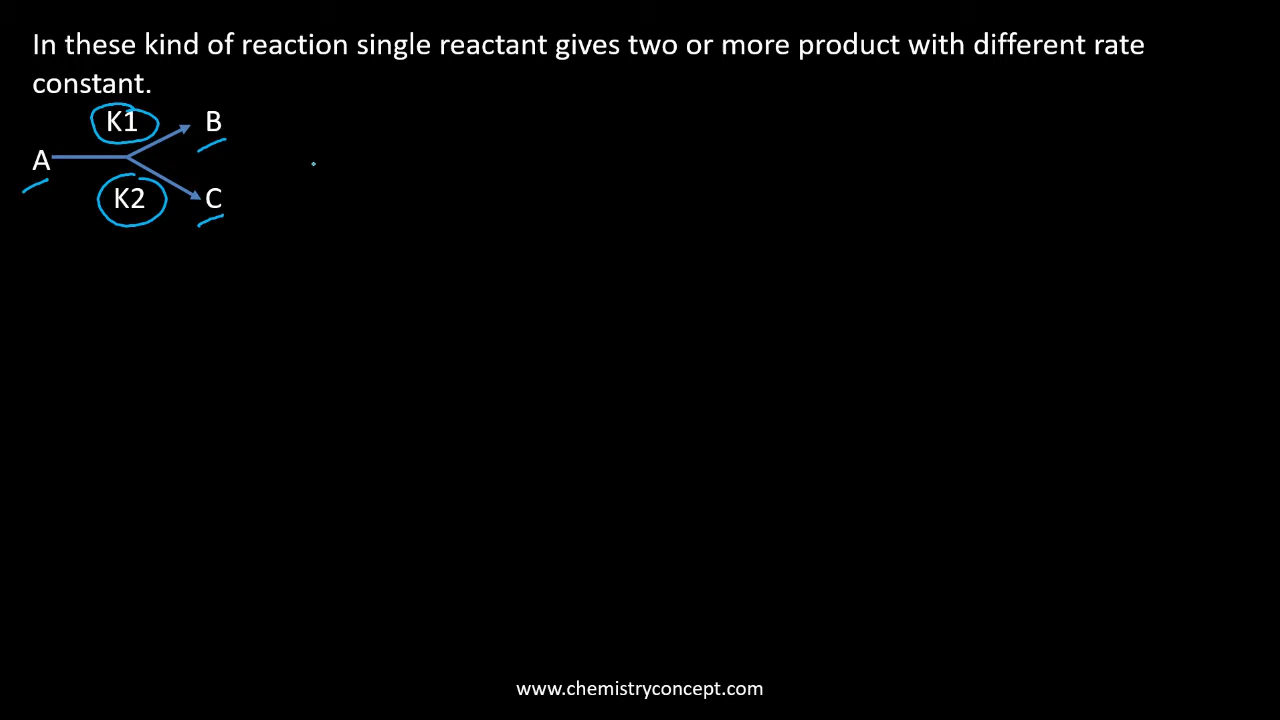 In these kind of reaction single reactant gives two or more product with different rate
constant.
K1 B
A
K2 C
www.chemistryconcept.com